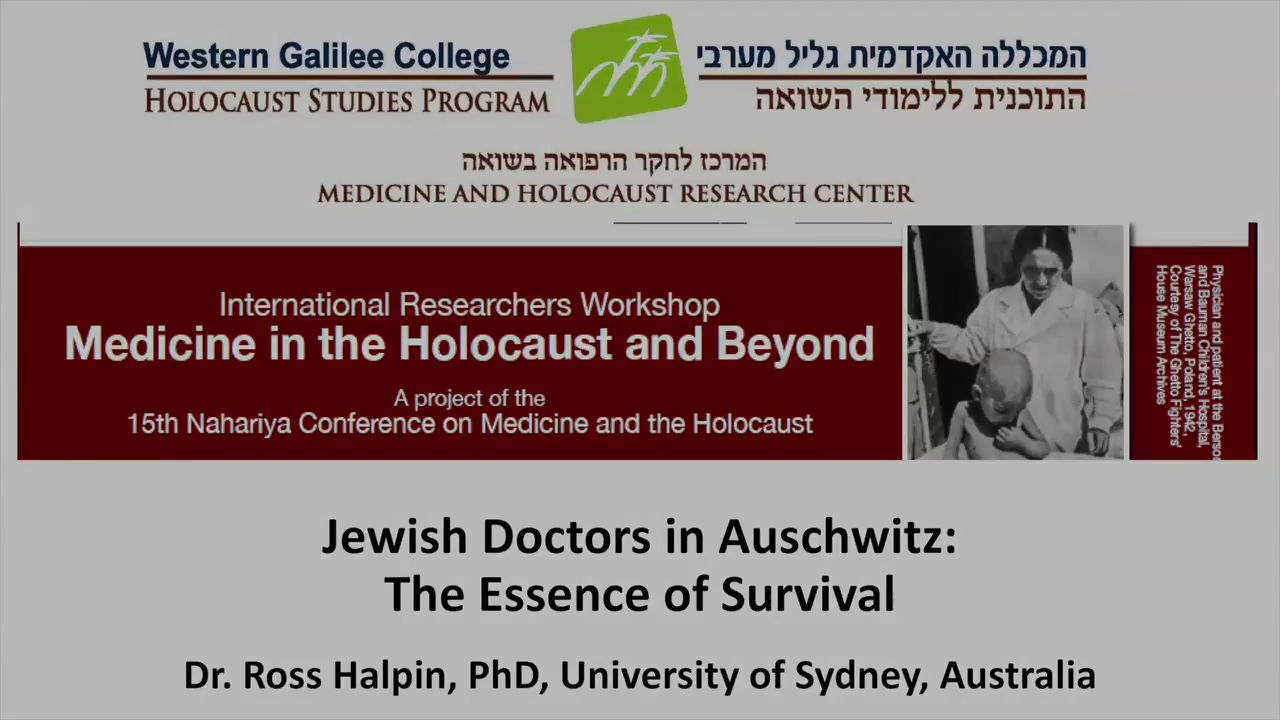 Western Galilee College
המכללה האקדמית גליל מערבי
HOLOCAUST STUDIES PROGRAM
התוכנית ללימודי השואה
המרכז לחקר הרפואה בשואה
MEDICINE AND HOLOCAUST RESEARCH CENTER
International Researchers Workshop
Medicine in the Holocaust and Beyond
A project of the
15th Nahariya Conference on Medicine and the Holocaust
Physician and patient at the
and Bauman Children's Hospital,
Warsaw Ghetto, Poland, 1942,
Courtesy of The Ghetto Fighters'
House Museum Archives
Jewish Doctors in Auschwitz:
The Essence of Survival
Dr. Ross Halpin, PhD, University of Sydney, Australia